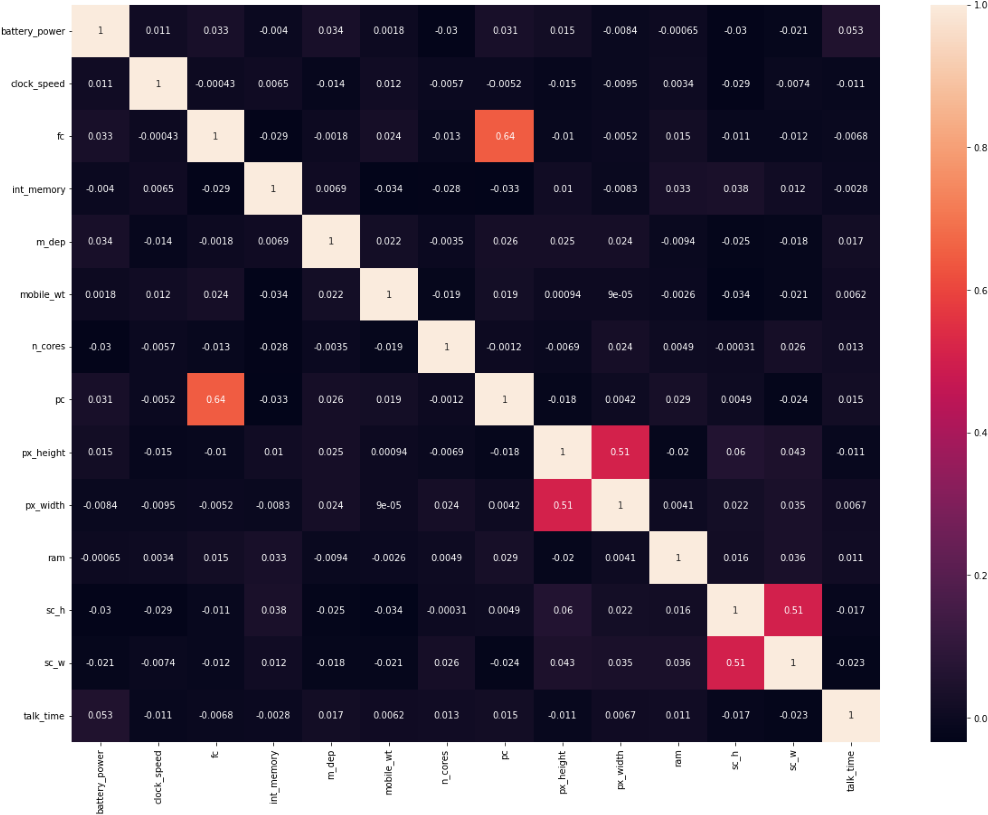 battery_power 1 0.011 0.033 -0.004 0.034 0.0018 -0.03 0.031 0.015 -0.0084 -0.00065 -0.03 -0.021 0.053
clock_speed 0.011 1 -0.00043 0.0065 -0.014 0.012 -0.0057 -0.0052 -0.015 -0.0095 0.0034 -0.029 -0.0074 -0.011
fc 0.033 -0.00043 1 -0.029 -0.0018 0.024 -0.013 0.64 -0.01 -0.0052 0.015 -0.011 -0.012 -0.0068
int_memory -0.004 0.0065 -0.029 1 0.0069 -0.034 -0.028 -0.033 0.01 -0.0083 0.033 0.038 0.012 -0.0028
m_dep 0.034 -0.014 -0.0018 0.0069 1 0.022 -0.0035 0.026 0.025 0.024 -0.0094 -0.025 -0.018 0.017
mobile_wt 0.0018 0.012 0.024 -0.034 0.022 1 -0.019 0.019 0.00094 9e-05 -0.0026 -0.034 -0.021 0.0062
n_cores -0.03 -0.0057 -0.013 -0.028 -0.0035 -0.019 1 -0.0012 -0.0069 0.024 0.0049 -0.00031 0.026 0.013
pc 0.031 -0.0052 0.64 -0.033 0.026 0.019 -0.0012 1 -0.018 0.0042 0.029 0.0049 -0.024 0.015
px_height 0.015 -0.015 -0.01 0.01 0.025 0.00094 -0.0069 -0.018 1 0.51 -0.02 0.06 0.043 -0.011
px_width -0.0084 -0.0095 -0.0052 -0.0083 0.024 9e-05 0.024 0.0042 0.51 1 0.0041 0.022 0.035 0.0067
ram -0.00065 0.0034 0.015 0.033 -0.0094 -0.0026 0.0049 0.029 -0.02 0.0041 1 0.016 0.036 0.011
sc_h -0.03 -0.029 -0.011 0.038 -0.025 -0.034 -0.00031 0.0049 0.06 0.022 0.016 1 0.51 -0.017
sc_w -0.021 -0.0074 -0.012 0.012 -0.018 -0.021 0.026 -0.024 0.043 0.035 0.036 0.51 1 -0.023
talk_time 0.053 -0.011 -0.0068 -0.0028 0.017 0.0062 0.013 0.015 -0.011 0.0067 0.011 -0.017 -0.023 1
battery_power clock_speed fc int_memory m_dep mobile_wt n_cores pc px_height px_width ram sc_h sc_w talk_time
1.0
0.8
0.6
0.4
0.2
0.0